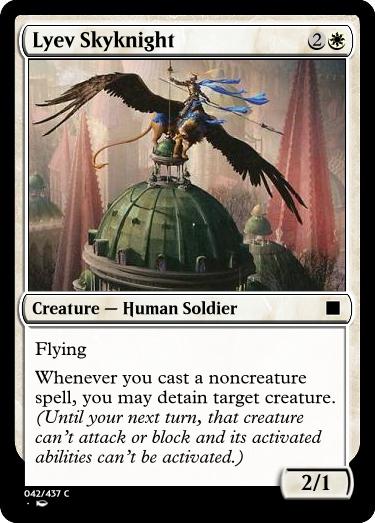 Lyev Skyknight 2
Creature — Human Soldier
Flying
Whenever you cast a noncreature
spell, you may detain target creature.
(Until your next turn, that creature
can't attack or block and its activated
abilities can't be activated.)
2/1
042/437 C